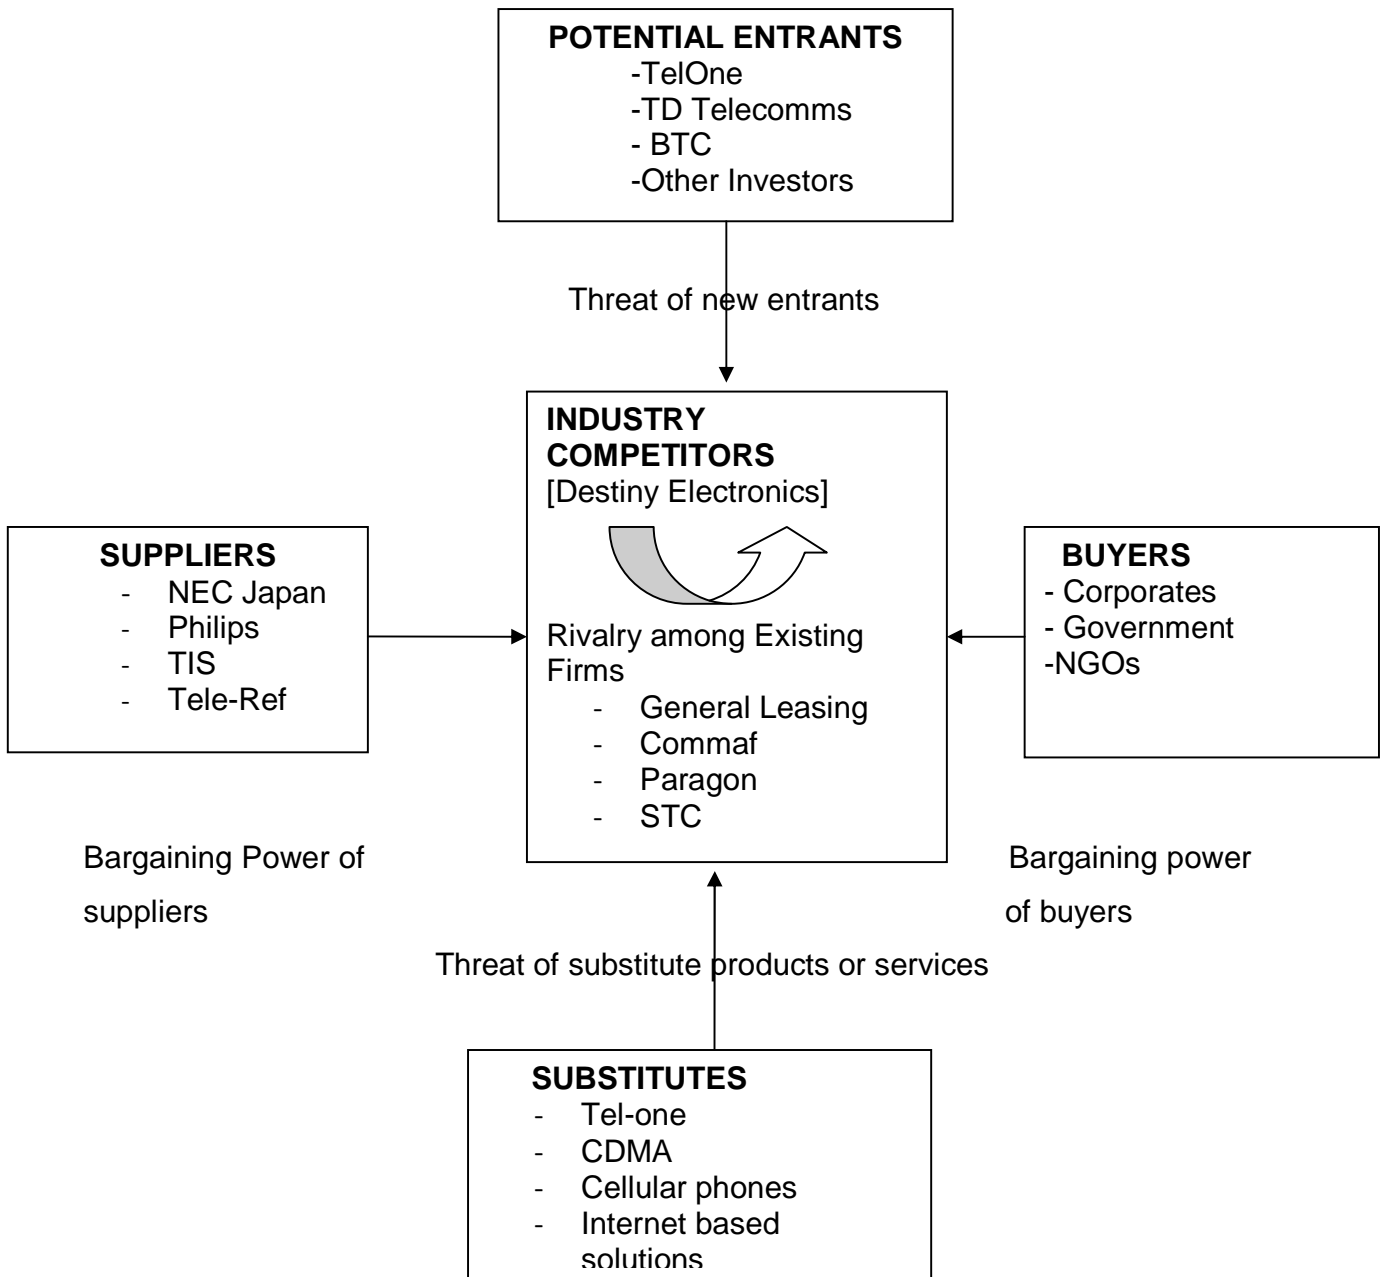 POTENTIAL ENTRANTS
-TelOne
-TD Telecomms
- BTC
-Other Investors
Threat of new entrants
INDUSTRY
COMPETITORS
[Destiny Electronics]
Rivalry among Existing
Firms
- General Leasing
- Commaf
- Paragon
- STC
SUPPLIERS
- NEC Japan
- Philips
- TIS
- Tele-Ref
BUYERS
- Corporates
- Government
-NGOs
Bargaining Power of
suppliers
Bargaining power
of buyers
Threat of substitute products or services
SUBSTITUTES
- Tel-one
- CDMA
- Cellular phones
- Internet based
solutions